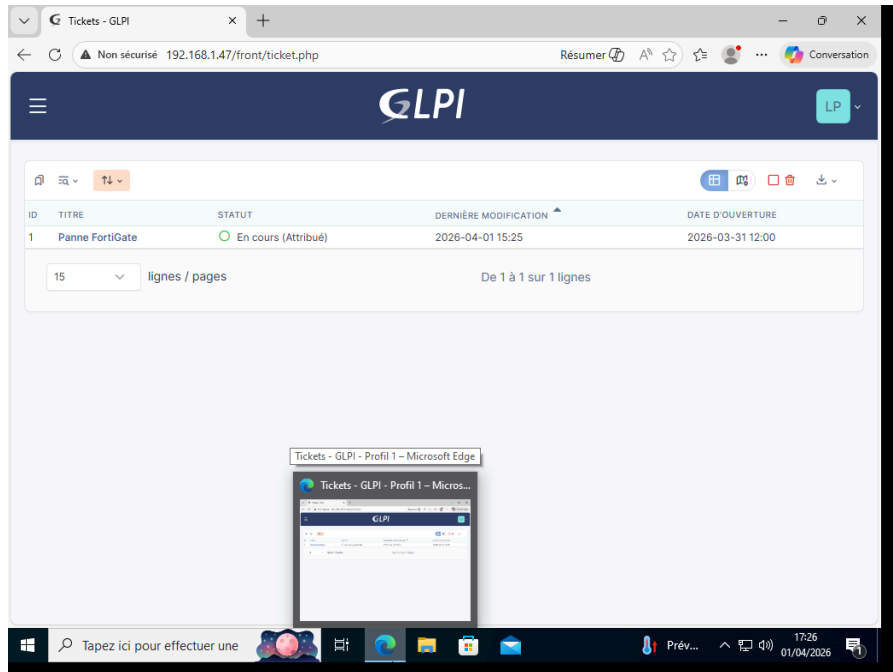 Tickets - GLPI
Non sécurisé 192.168.1.47/front/ticket.php Résumer Conversation
GLPI LP
ID TITRE STATUT DERNIÈRE MODIFICATION DATE D'OUVERTURE
1 Panne FortiGate En cours (Attribué) 2026-04-01 15:25 2026-03-31 12:00
15 lignes / pages De 1 à 1 sur 1 lignes
Tickets - GLPI - Profil 1 – Microsoft Edge
Tickets - GLPI - Profil 1 – Micros...
Tapez ici pour effectuer une Prév... 17:26
01/04/2026 1